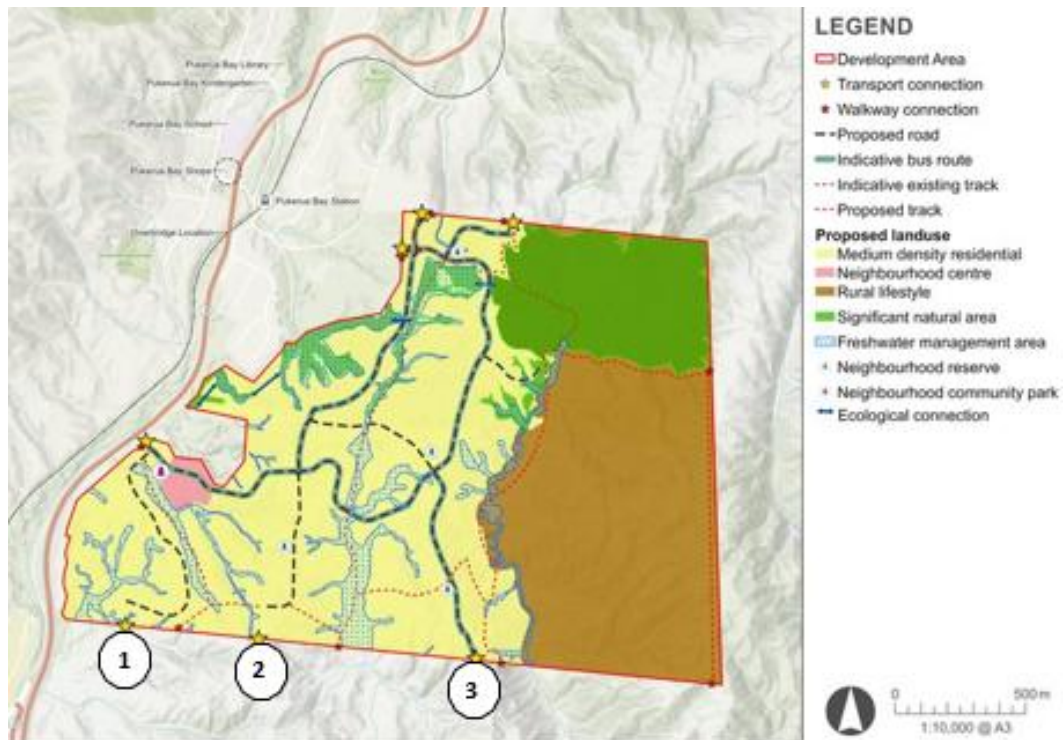 Pukerua Bay Library
Pukerua Bay Kindergarten
Pukerua Bay School
Pukerua Bay Shops
Pukerua Bay Station
Overbridge Location
1
2
3
LEGEND
Development Area
Transport connection
Walkway connection
Proposed road
Indicative bus route
Indicative existing track
Proposed track
Proposed landuse
Medium density residential
Neighbourhood centre
Rural lifestyle
Significant natural area
Freshwater management area
Neighbourhood reserve
Neighbourhood community park
Ecological connection
0 500 m
1:10,000 @ A3